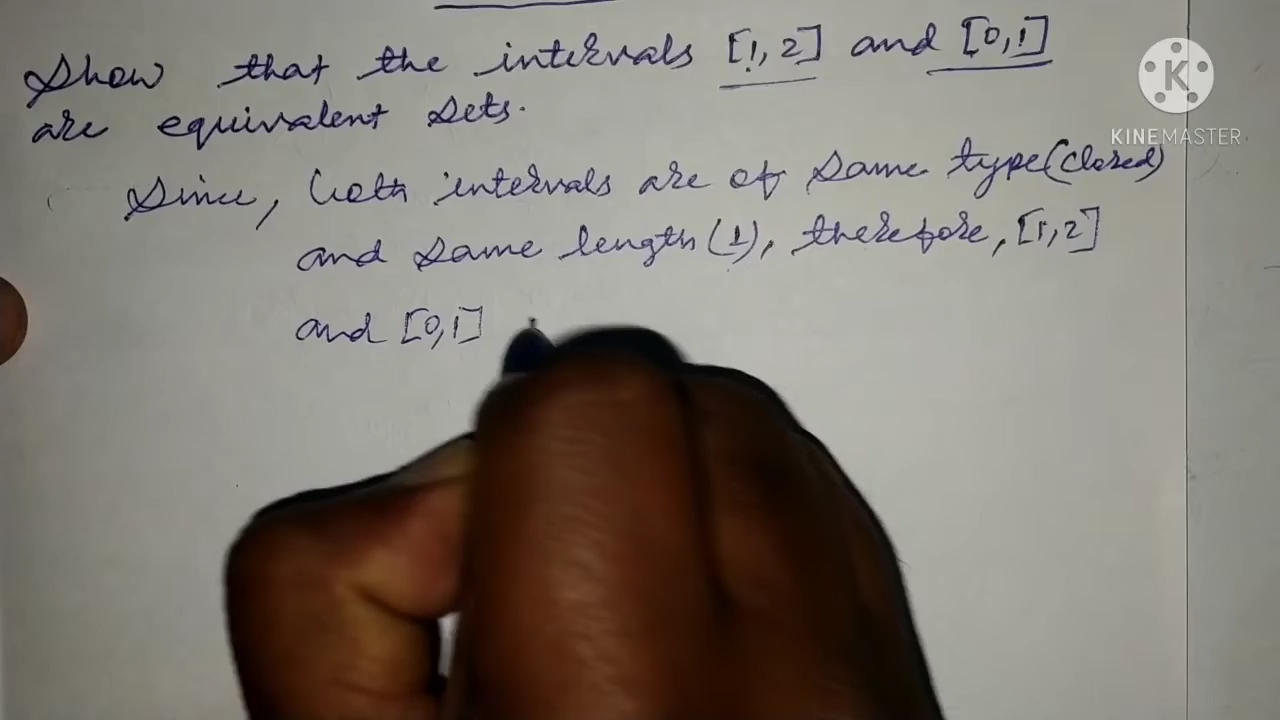 Show that the intervals [1, 2] and [0, 1]
are equivalent sets.
Since, both intervals are of same type (closed)
and same length (1), therefore, [1, 2]
and [0, 1]
K
KINEMASTER